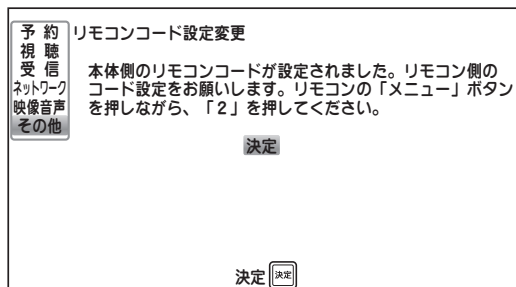 予約
視聴
受信
ネットワーク
映像音声
その他
リモコンコード設定変更
本体側のリモコンコードが設定されました。リモコン側の
コード設定をお願いします。リモコンの「メニュー」ボタン
を押しながら、「2」を押してください。
決定
決定 決定